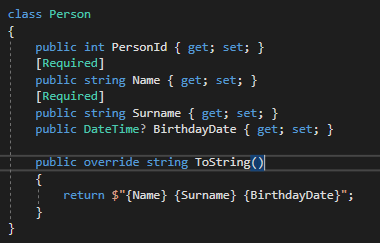 class Person
{
    public int PersonId { get; set; }
    [Required]
    public string Name { get; set; }
    [Required]
    public string Surname { get; set; }
    public DateTime? BirthdayDate { get; set; }

    public override string ToString()
    {
        return $"{Name} {Surname} {BirthdayDate}";
    }
}